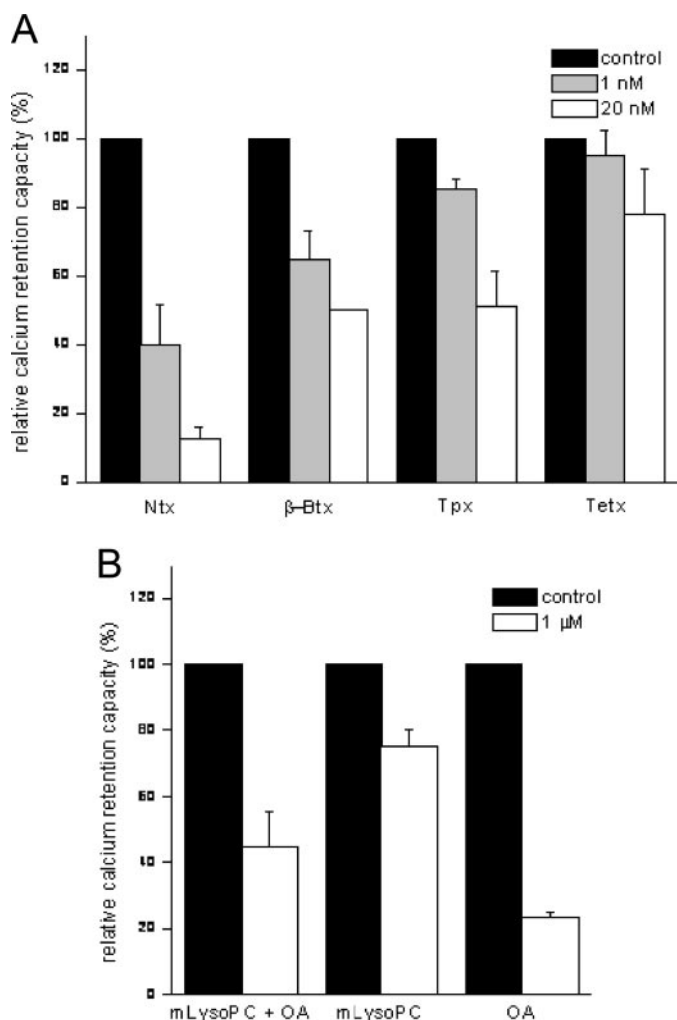 A
relative calcium retention capacity (%)
120
100
80
60
40
20
0
control
1 nM
20 nM
Ntx
β–Btx
Tpx
Tetx
B
relative calcium retention capacity (%)
120
100
80
60
40
20
0
control
1 µM
mLysoPC + OA
mLysoPC
OA